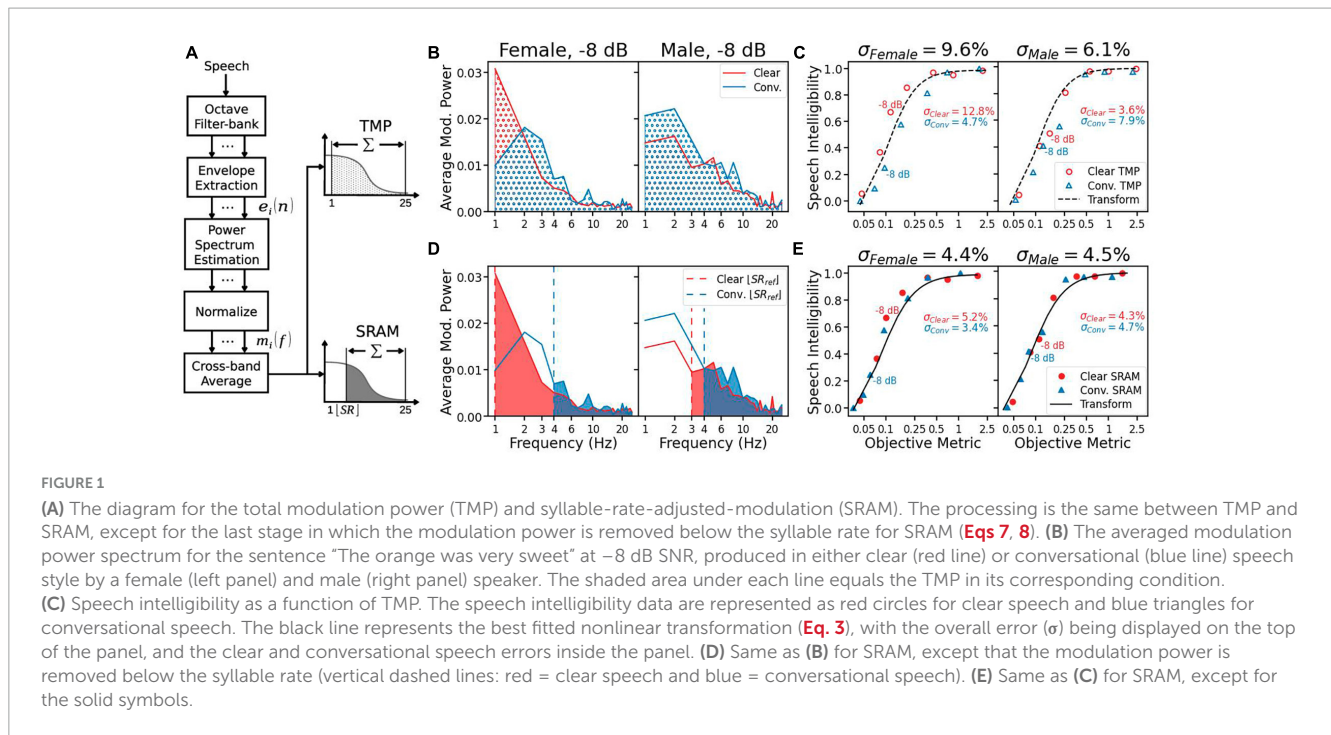 A
Speech
Octave
Filter-bank
...
Envelope
Extraction
... e_i(n)
Power
Spectrum
Estimation
...
Normalize
... m_i(f)
Cross-band
Average
TMP
Σ
1 25
SRAM
Σ
1 ⌊SR⌋ 25
B
Female, -8 dB Male, -8 dB
Clear
Conv.
Average Mod. Power
0.03
0.02
0.01
0.00
1 2 3 4 6 10 20
1 2 3 4 6 10 20
C
σFemale = 9.6% σMale = 6.1%
Speech Intelligibility
1.0
0.8
0.6
0.4
0.2
0.0
-8 dB
-8 dB
σClear = 12.8%
σConv = 4.7%
0.05 0.1 0.25 0.5 1 2.5
σClear = 3.6%
σConv = 7.9%
-8 dB
-8 dB
Clear TMP
Conv. TMP
Transform
0.05 0.1 0.25 0.5 1 2.5
D
Average Mod. Power
0.03
0.02
0.01
0.00
Clear ⌊SRref⌋
Conv. ⌊SRref⌋
1 2 3 4 6 10 20
1 2 3 4 6 10 20
Frequency (Hz) Frequency (Hz)
E
σFemale = 4.4% σMale = 4.5%
Speech Intelligibility
1.0
0.8
0.6
0.4
0.2
0.0
-8 dB
-8 dB
σClear = 5.2%
σConv = 3.4%
0.05 0.1 0.25 0.5 1 2.5
σClear = 4.3%
σConv = 4.7%
-8 dB
-8 dB
Clear SRAM
Conv. SRAM
Transform
0.05 0.1 0.25 0.5 1 2.5
Objective Metric Objective Metric
FIGURE 1
(A) The diagram for the total modulation power (TMP) and syllable-rate-adjusted-modulation (SRAM). The processing is the same between TMP and
SRAM, except for the last stage in which the modulation power is removed below the syllable rate for SRAM (Eqs 7, 8). (B) The averaged modulation
power spectrum for the sentence “The orange was very sweet” at −8 dB SNR, produced in either clear (red line) or conversational (blue line) speech
style by a female (left panel) and male (right panel) speaker. The shaded area under each line equals the TMP in its corresponding condition.
(C) Speech intelligibility as a function of TMP. The speech intelligibility data are represented as red circles for clear speech and blue triangles for
conversational speech. The black line represents the best fitted nonlinear transformation (Eq. 3), with the overall error (σ) being displayed on the top
of the panel, and the clear and conversational speech errors inside the panel. (D) Same as (B) for SRAM, except that the modulation power is
removed below the syllable rate (vertical dashed lines: red = clear speech and blue = conversational speech). (E) Same as (C) for SRAM, except for
the solid symbols.